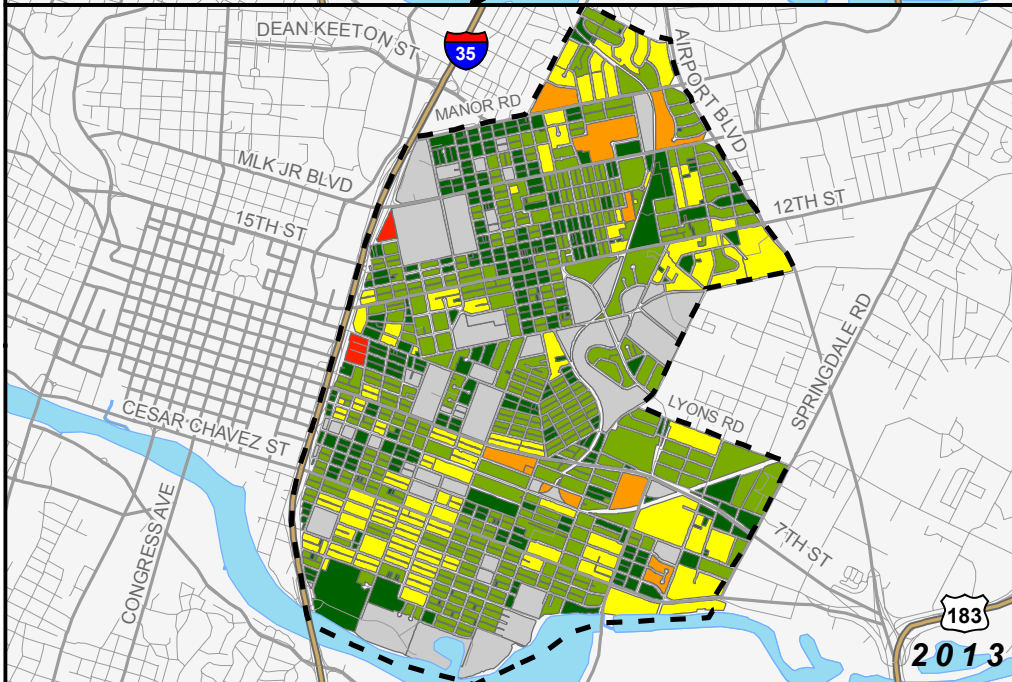 DEAN KEETON ST
35
AIRPORT BLVD
MANOR RD
MLK JR BLVD
15TH ST
12TH ST
SPRINGDALE RD
LYONS RD
CESAR CHAVEZ ST
CONGRESS AVE
7TH ST
183
2013